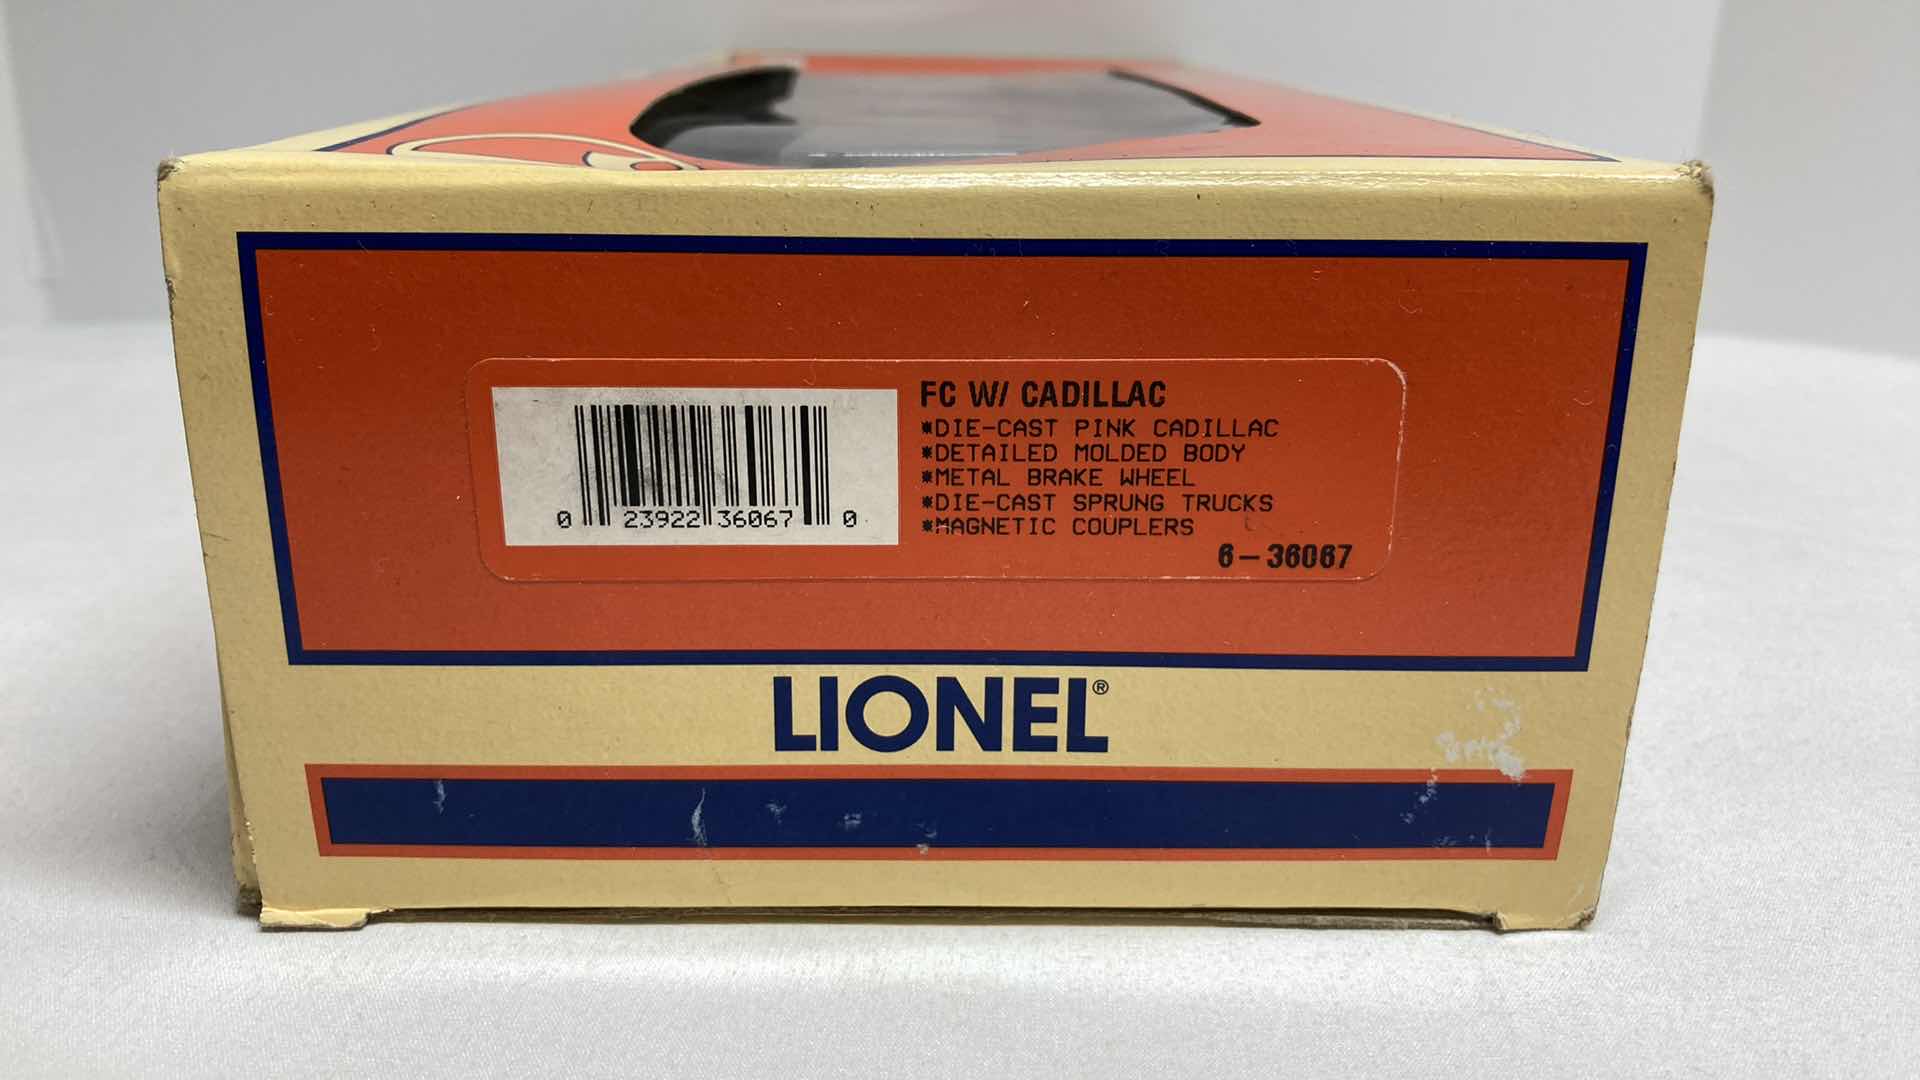 FC W/ CADILLAC
*DIE-CAST PINK CADILLAC
*DETAILED MOLDED BODY
*METAL BRAKE WHEEL
*DIE-CAST SPRUNG TRUCKS
*MAGNETIC COUPLERS
6-36067
0 23922 36067 0
LIONEL®